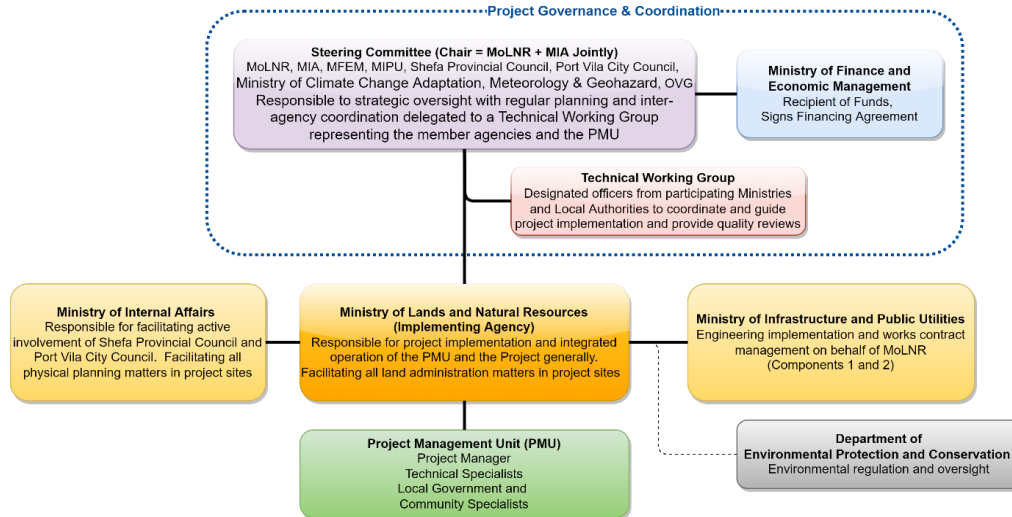 Project Governance & Coordination
Steering Committee (Chair = MoLNR + MIA Jointly)
MoLNR, MIA, MFEM, MIPU, Shefa Provincial Council, Port Vila City Council,
Ministry of Climate Change Adaptation, Meteorology & Geohazard, OVG
Responsible to strategic oversight with regular planning and inter-
agency coordination delegated to a Technical Working Group
representing the member agencies and the PMU
Ministry of Finance and
Economic Management
Recipient of Funds,
Signs Financing Agreement
Technical Working Group
Designated officers from participating Ministries
and Local Authorities to coordinate and guide
project implementation and provide quality reviews
Ministry of Internal Affairs
Responsible for facilitating active
involvement of Shefa Provincial Council and
Port Vila City Council. Facilitating all
physical planning matters in project sites
Ministry of Lands and Natural Resources
(Implementing Agency)
Responsible for project implementation and integrated
operation of the PMU and the Project generally.
Facilitating all land administration matters in project sites
Ministry of Infrastructure and Public Utilities
Engineering implementation and works contract
management on behalf of MoLNR
(Components 1 and 2)
Project Management Unit (PMU)
Project Manager
Technical Specialists
Local Government and
Community Specialists
Department of
Environmental Protection and Conservation
Environmental regulation and oversight